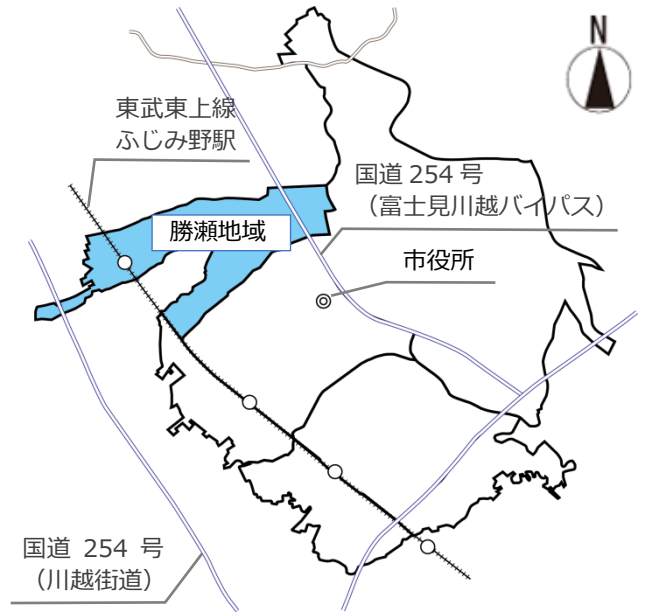 N
東武東上線
ふじみ野駅
国道 254 号
（富士見川越バイパス）
勝瀬地域
市役所
国道 254 号
（川越街道）